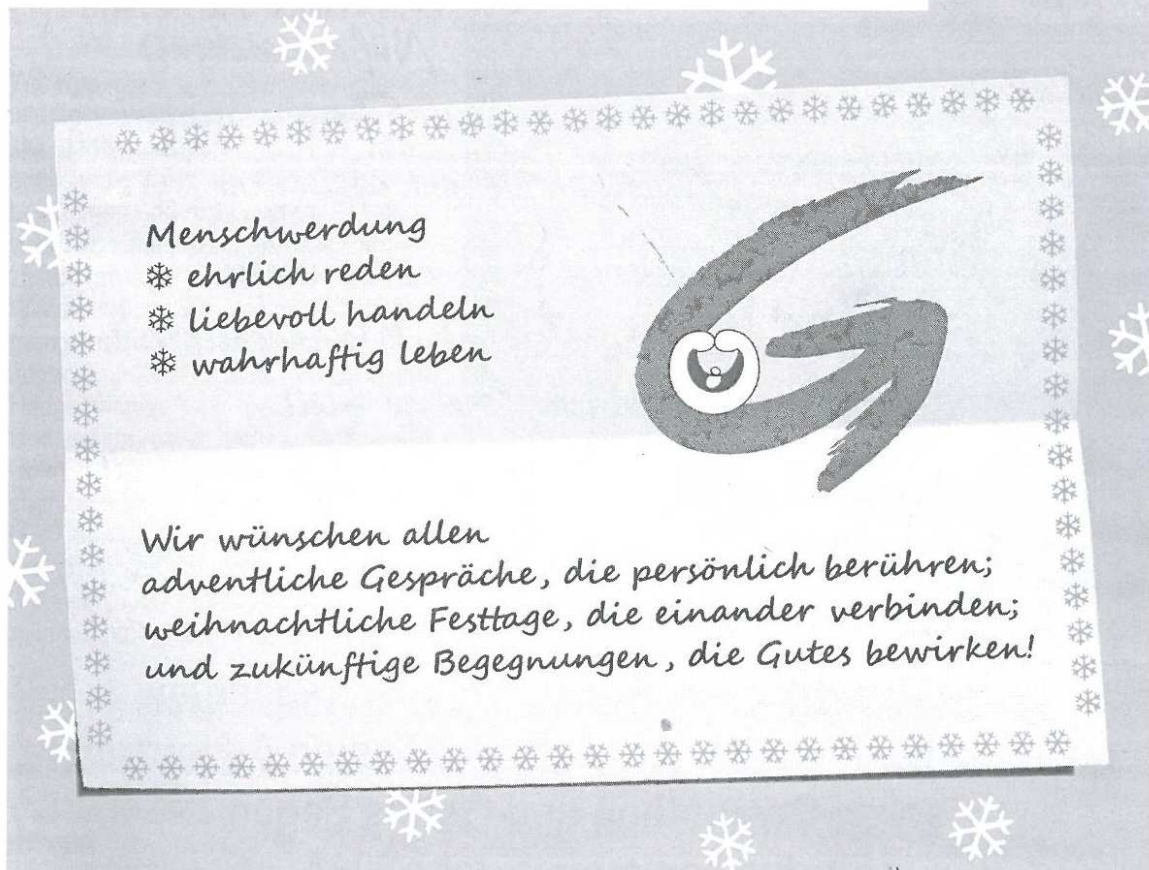 Menschwerdung
❄ ehrlich reden
❄ liebevoll handeln
❄ wahrhaftig leben
Wir wünschen allen
adventliche Gespräche, die persönlich berühren;
weihnachtliche Festtage, die einander verbinden;
und zukünftige Begegnungen, die Gutes bewirken!